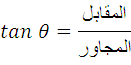 tan θ = المقابل / المجاور